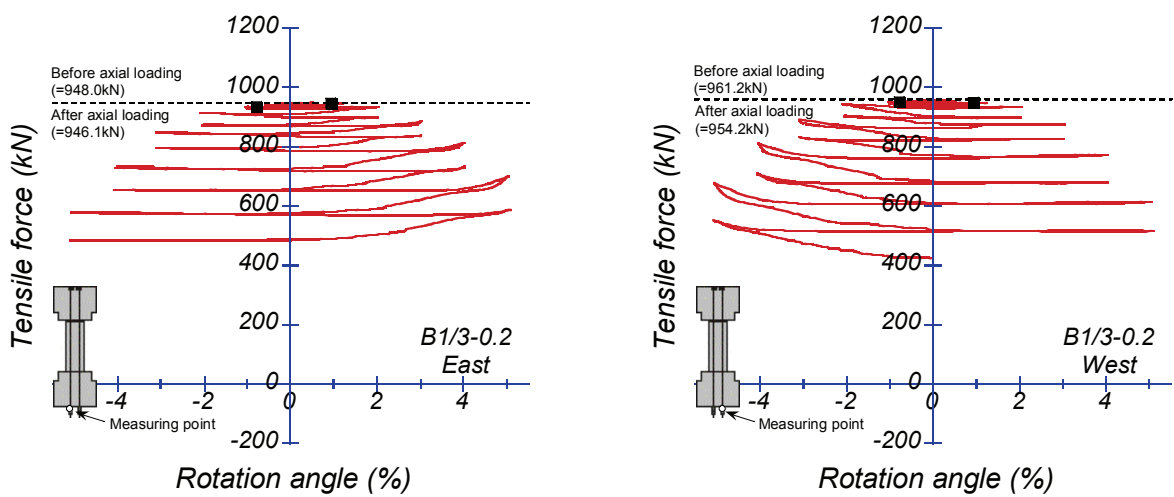 1200
Before axial loading
(=948.0kN)
1000
After axial loading
(=946.1kN)
800
600
400
200
0
-200
Tensile force (kN)
B1/3-0.2
East
-4
-2
0
2
4
Measuring point
Rotation angle (%)
1200
Before axial loading
(=961.2kN)
1000
After axial loading
(=954.2kN)
800
600
400
200
0
-200
Tensile force (kN)
B1/3-0.2
West
-4
-2
0
2
4
Measuring point
Rotation angle (%)